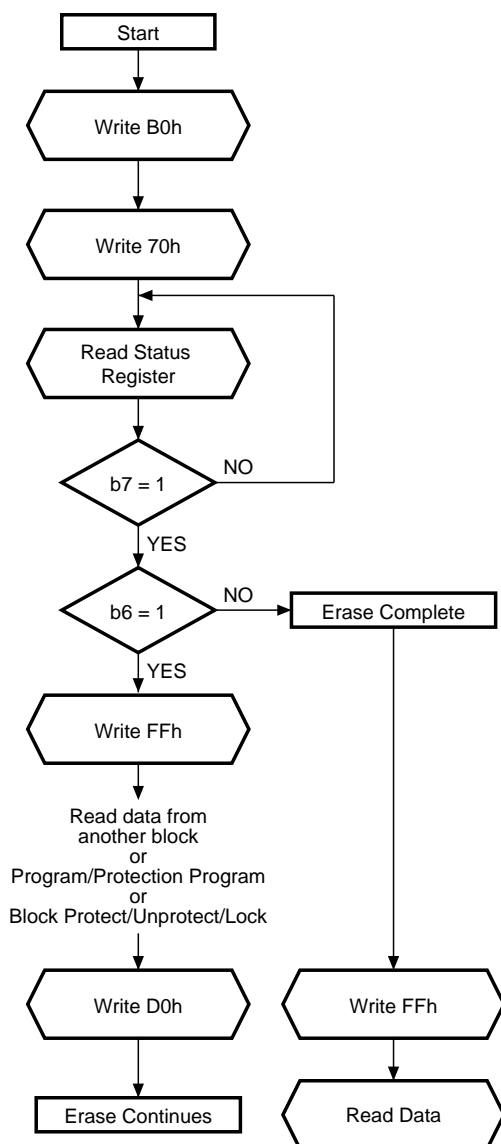 Start
Write B0h
Write 70h
Read Status
Register
b7 = 1
NO
YES
b6 = 1
NO
Erase Complete
YES
Write FFh
Read data from
another block
or
Program/Protection Program
or
Block Protect/Unprotect/Lock
Write D0h
Write FFh
Erase Continues
Read Data